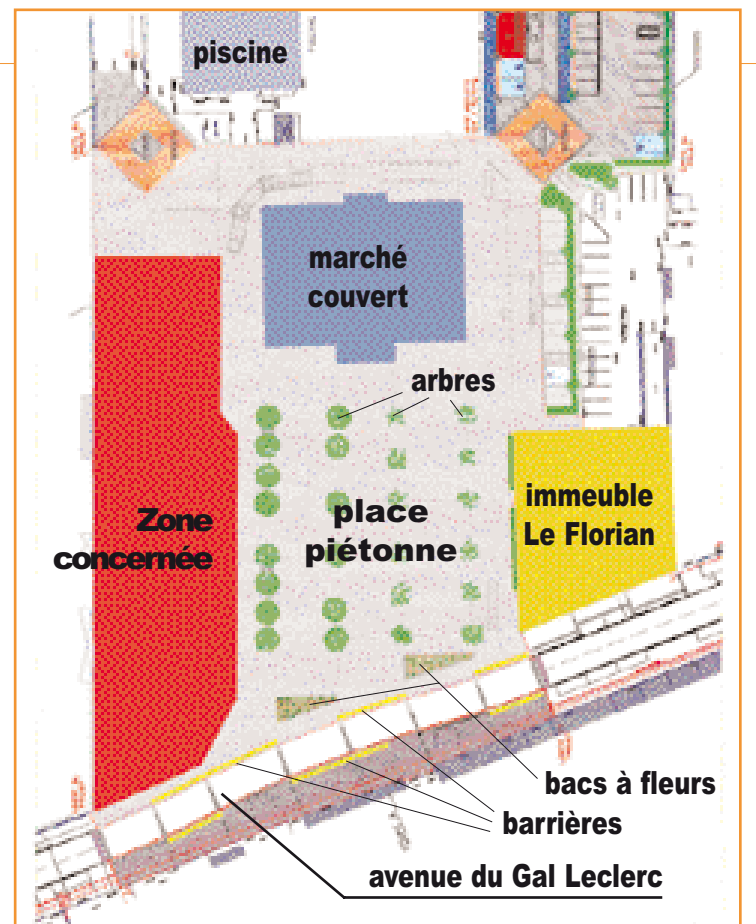 piscine
marché
couvert
arbres
Zone
concernée
place
piétonne
immeuble
Le Florian
bacs à fleurs
barrières
avenue du Gal Leclerc